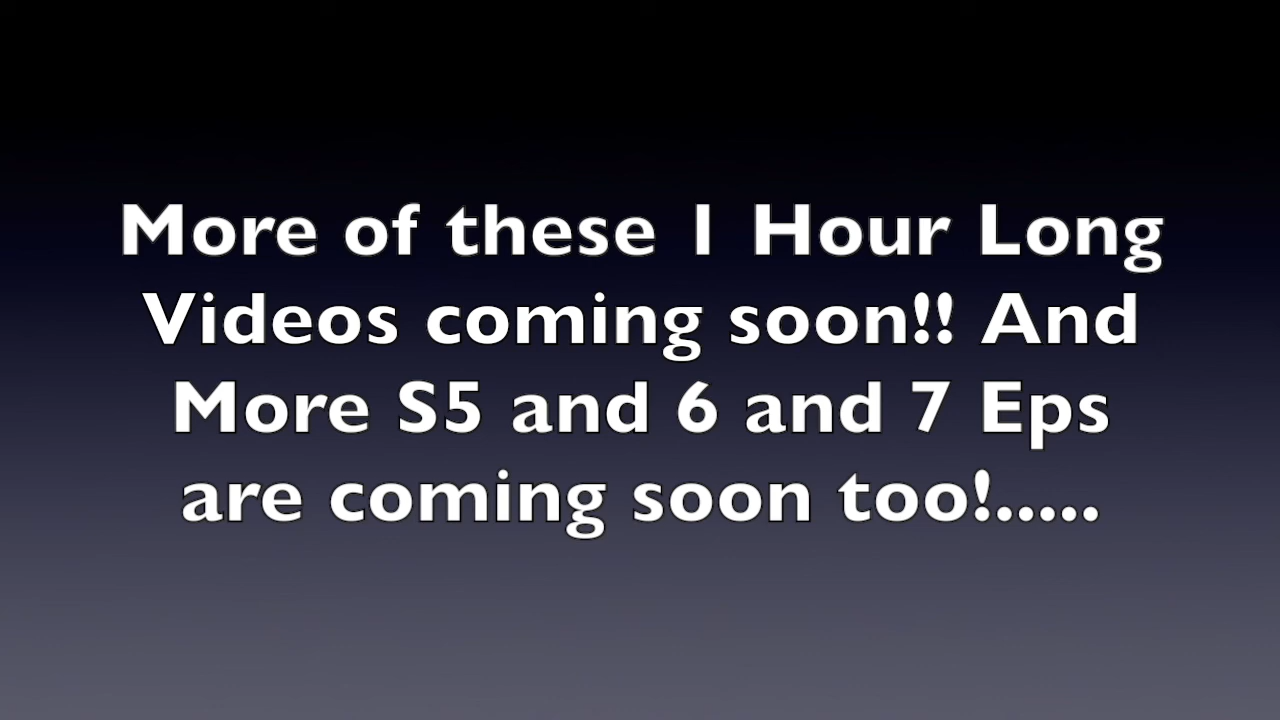 More of these 1 Hour Long
Videos coming soon!! And
More S5 and 6 and 7 Eps
are coming soon too!.....